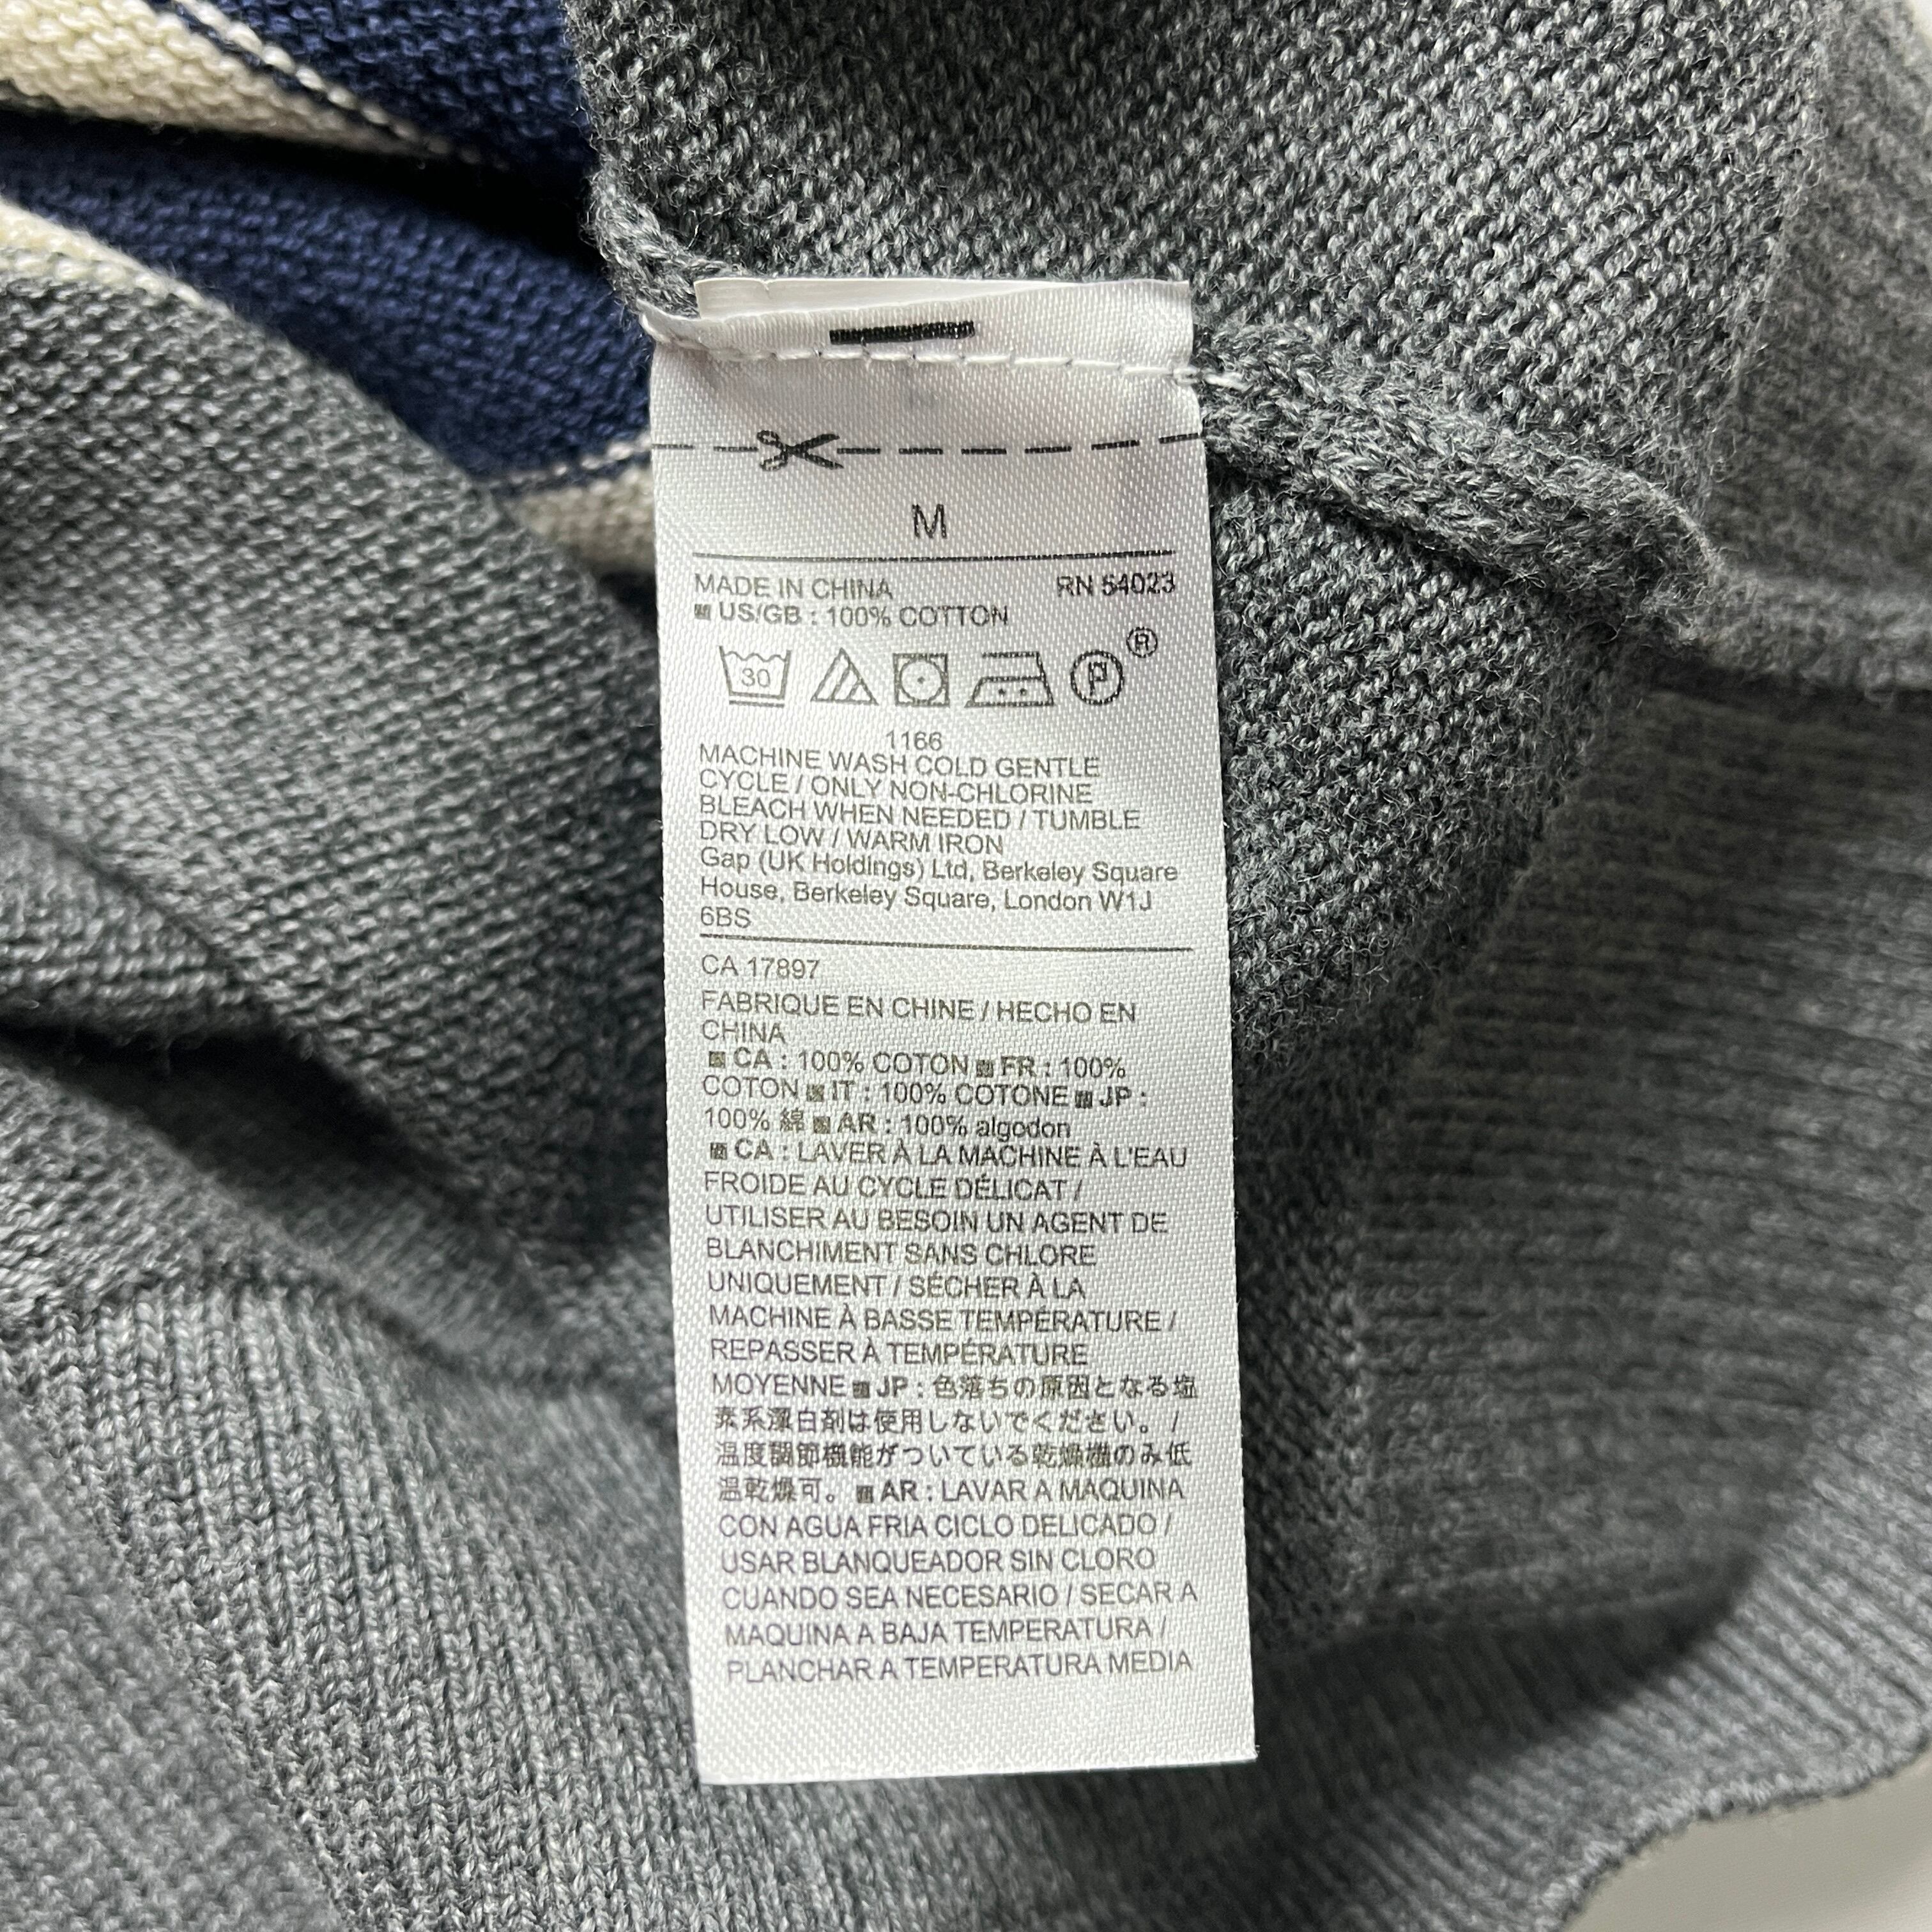 M
MADE IN CHINA RN 54023
US/GB : 100% COTTON
30 P ®
1166
MACHINE WASH COLD GENTLE
CYCLE / ONLY NON-CHLORINE
BLEACH WHEN NEEDED / TUMBLE
DRY LOW / WARM IRON
Gap (UK Holdings) Ltd, Berkeley Square
House, Berkeley Square, London W1J
6BS
CA 17897
FABRIQUE EN CHINE / HECHO EN
CHINA
CA : 100% COTON FR : 100%
COTON IT : 100% COTONE JP :
100% 綿 AR : 100% algodon
CA : LAVER À LA MACHINE À L'EAU
FROIDE AU CYCLE DÉLICAT /
UTILISER AU BESOIN UN AGENT DE
BLANCHIMENT SANS CHLORE
UNIQUEMENT / SÉCHER À LA
MACHINE À BASSE TEMPÉRATURE /
REPASSER À TEMPÉRATURE
MOYENNE JP : 色落ちの原因となる塩
素系漂白剤は使用しないでください。 /
温度調節機能がついている乾燥機のみ低
温乾燥可。 AR : LAVAR A MAQUINA
CON AGUA FRIA CICLO DELICADO /
USAR BLANQUEADOR SIN CLORO
CUANDO SEA NECESARIO / SECAR A
MAQUINA A BAJA TEMPERATURA /
PLANCHAR A TEMPERATURA MEDIA